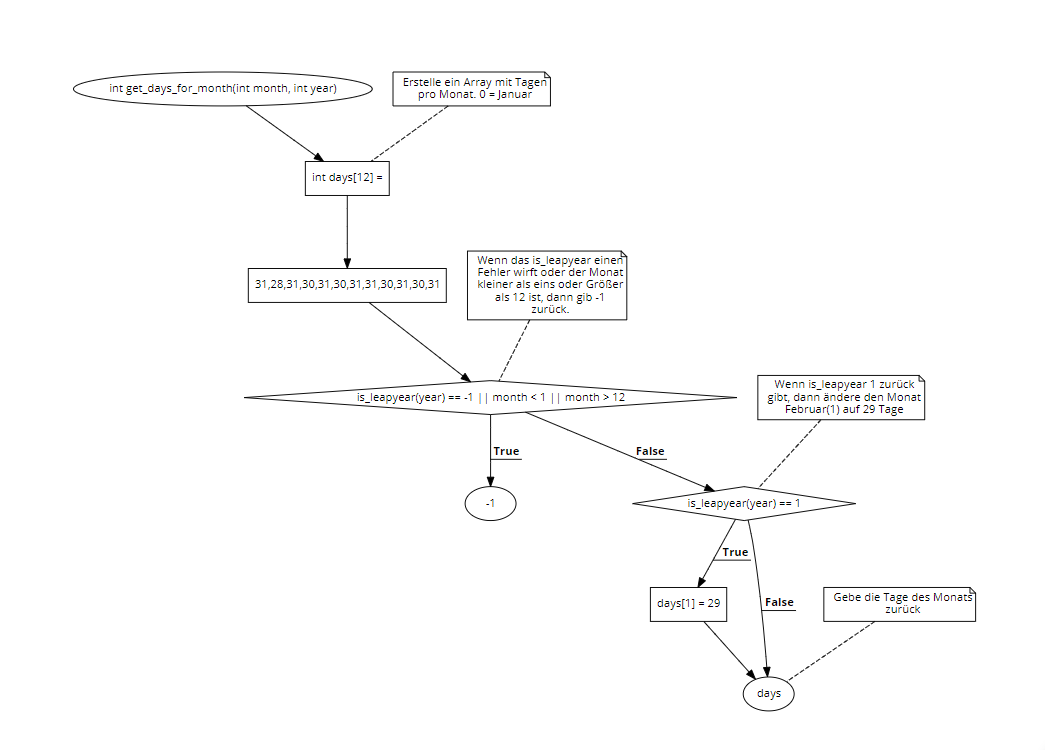 int get_days_for_month(int month, int year)
Erstelle ein Array mit Tagen
pro Monat. 0 = Januar
int days[12] =
31,28,31,30,31,30,31,31,30,31,30,31
Wenn das is_leapyear einen
Fehler wirft oder der Monat
kleiner als eins oder Größer
als 12 ist, dann gib -1
zurück.
is_leapyear(year) == -1 || month < 1 || month > 12
Wenn is_leapyear 1 zurück
gibt, dann ändere den Monat
Februar(1) auf 29 Tage
True
False
-1
is_leapyear(year) == 1
True
False
days[1] = 29
Gebe die Tage des Monats
zurück
days